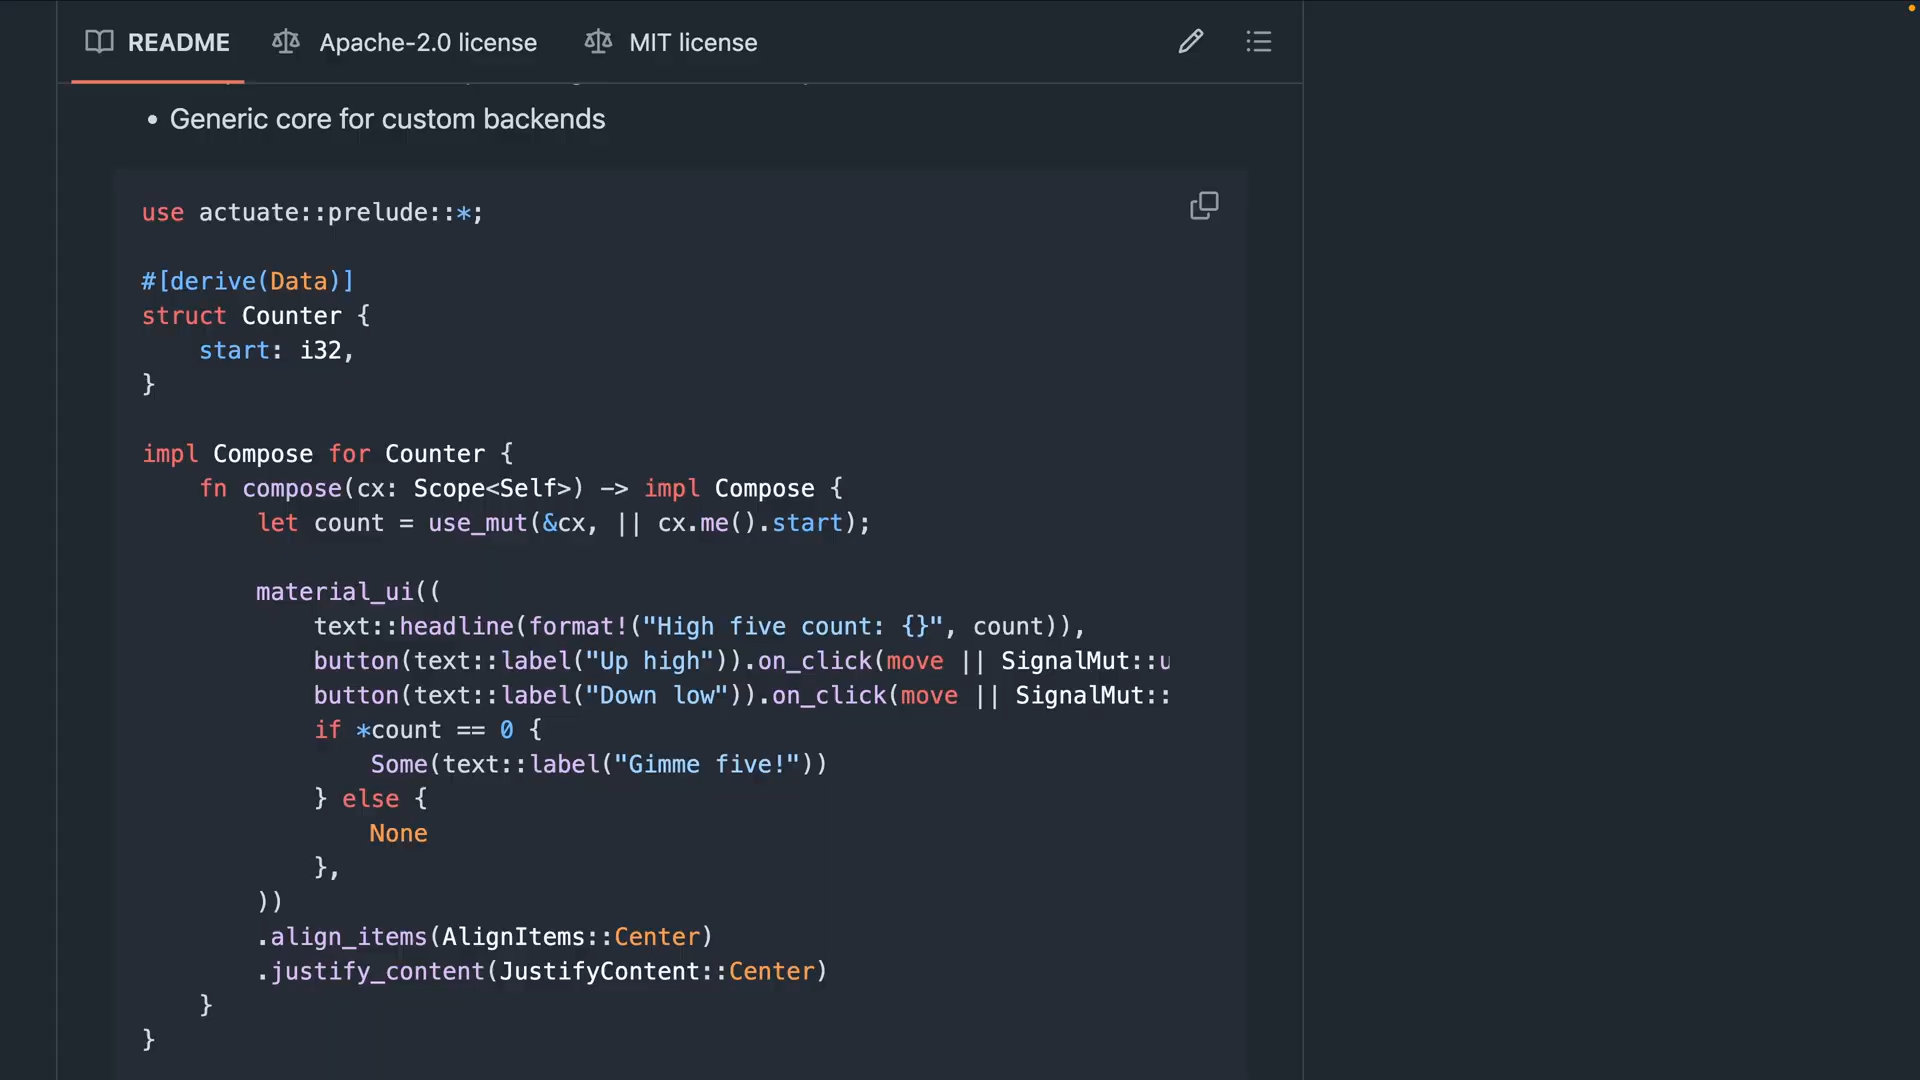 README Apache-2.0 license MIT license
• Generic core for custom backends
use actuate::prelude::*;
#[derive(Data)]
struct Counter {
    start: i32,
}
impl Compose for Counter {
    fn compose(cx: Scope<Self>) -> impl Compose {
        let count = use_mut(&cx, || cx.me().start);
        material_ui((
            text::headline(format!("High five count: {}", count)),
            button(text::label("Up high")).on_click(move || SignalMut::u
            button(text::label("Down low")).on_click(move || SignalMut::
            if *count == 0 {
                Some(text::label("Gimme five!"))
            } else {
                None
            },
        ))
        .align_items(AlignItems::Center)
        .justify_content(JustifyContent::Center)
    }
}